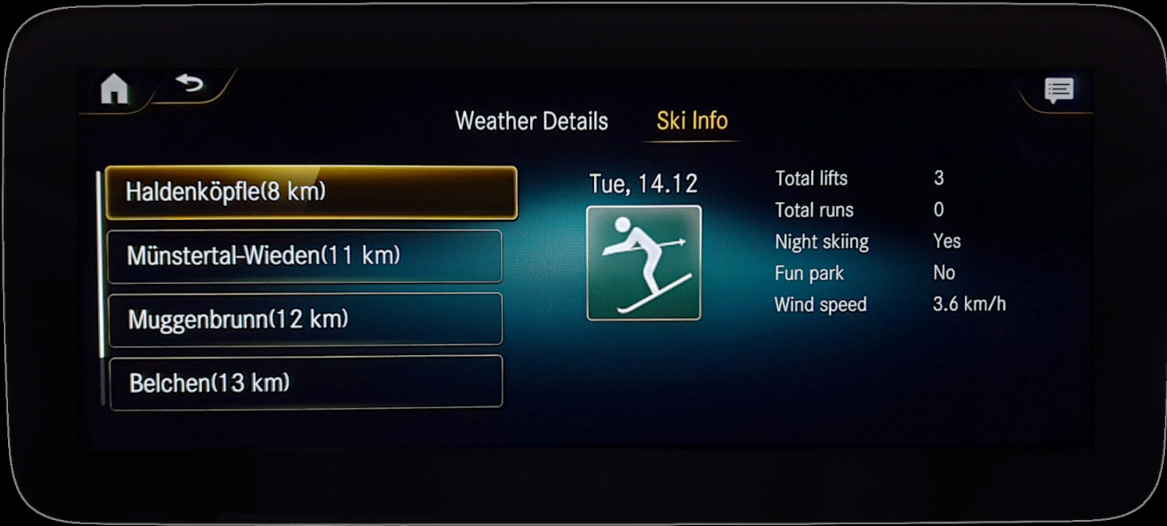 Weather Details
Ski Info
Haldenköpfle(8 km)
Münstertal-Wieden(11 km)
Muggenbrunn(12 km)
Belchen(13 km)
Tue, 14.12
Total lifts 3
Total runs 0
Night skiing Yes
Fun park No
Wind speed 3.6 km/h